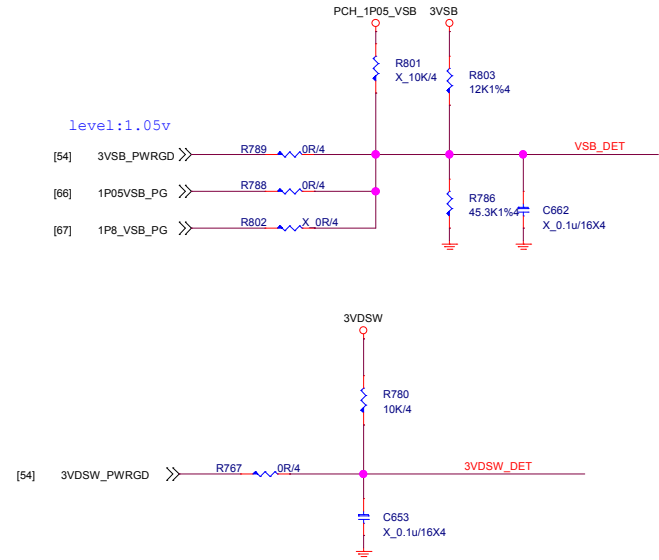 PCH_1P05_VSB 3VSB
R801
X_10K/4
R803
12K1%4
level:1.05v
[54] 3VSB_PWRGD R789 0R/4 VSB_DET
[66] 1P05VSB_PG R788 0R/4
R786
45.3K1%4
C662
X_0.1u/16X4
[67] 1P8_VSB_PG R802 X_0R/4
3VDSW
R780
10K/4
[54] 3VDSW_PWRGD R767 0R/4 3VDSW_DET
C653
X_0.1u/16X4